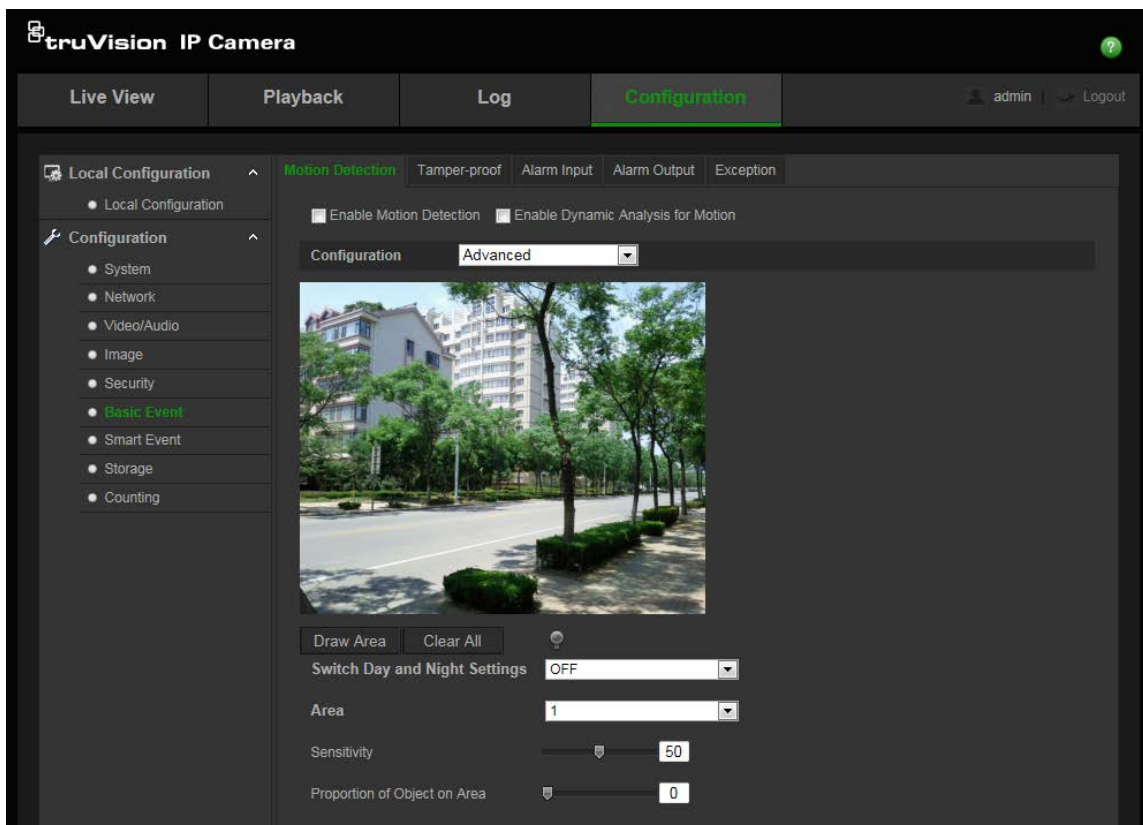 truVision IP Camera
?
Live View
Playback
Log
Configuration
admin | Logout
Local Configuration
Local Configuration
Configuration
System
Network
Video/Audio
Image
Security
Basic Event
Smart Event
Storage
Counting
Motion Detection
Tamper-proof
Alarm Input
Alarm Output
Exception
Enable Motion Detection
Enable Dynamic Analysis for Motion
Configuration
Advanced
Draw Area
Clear All
Switch Day and Night Settings
OFF
Area
1
Sensitivity
50
Proportion of Object on Area
0